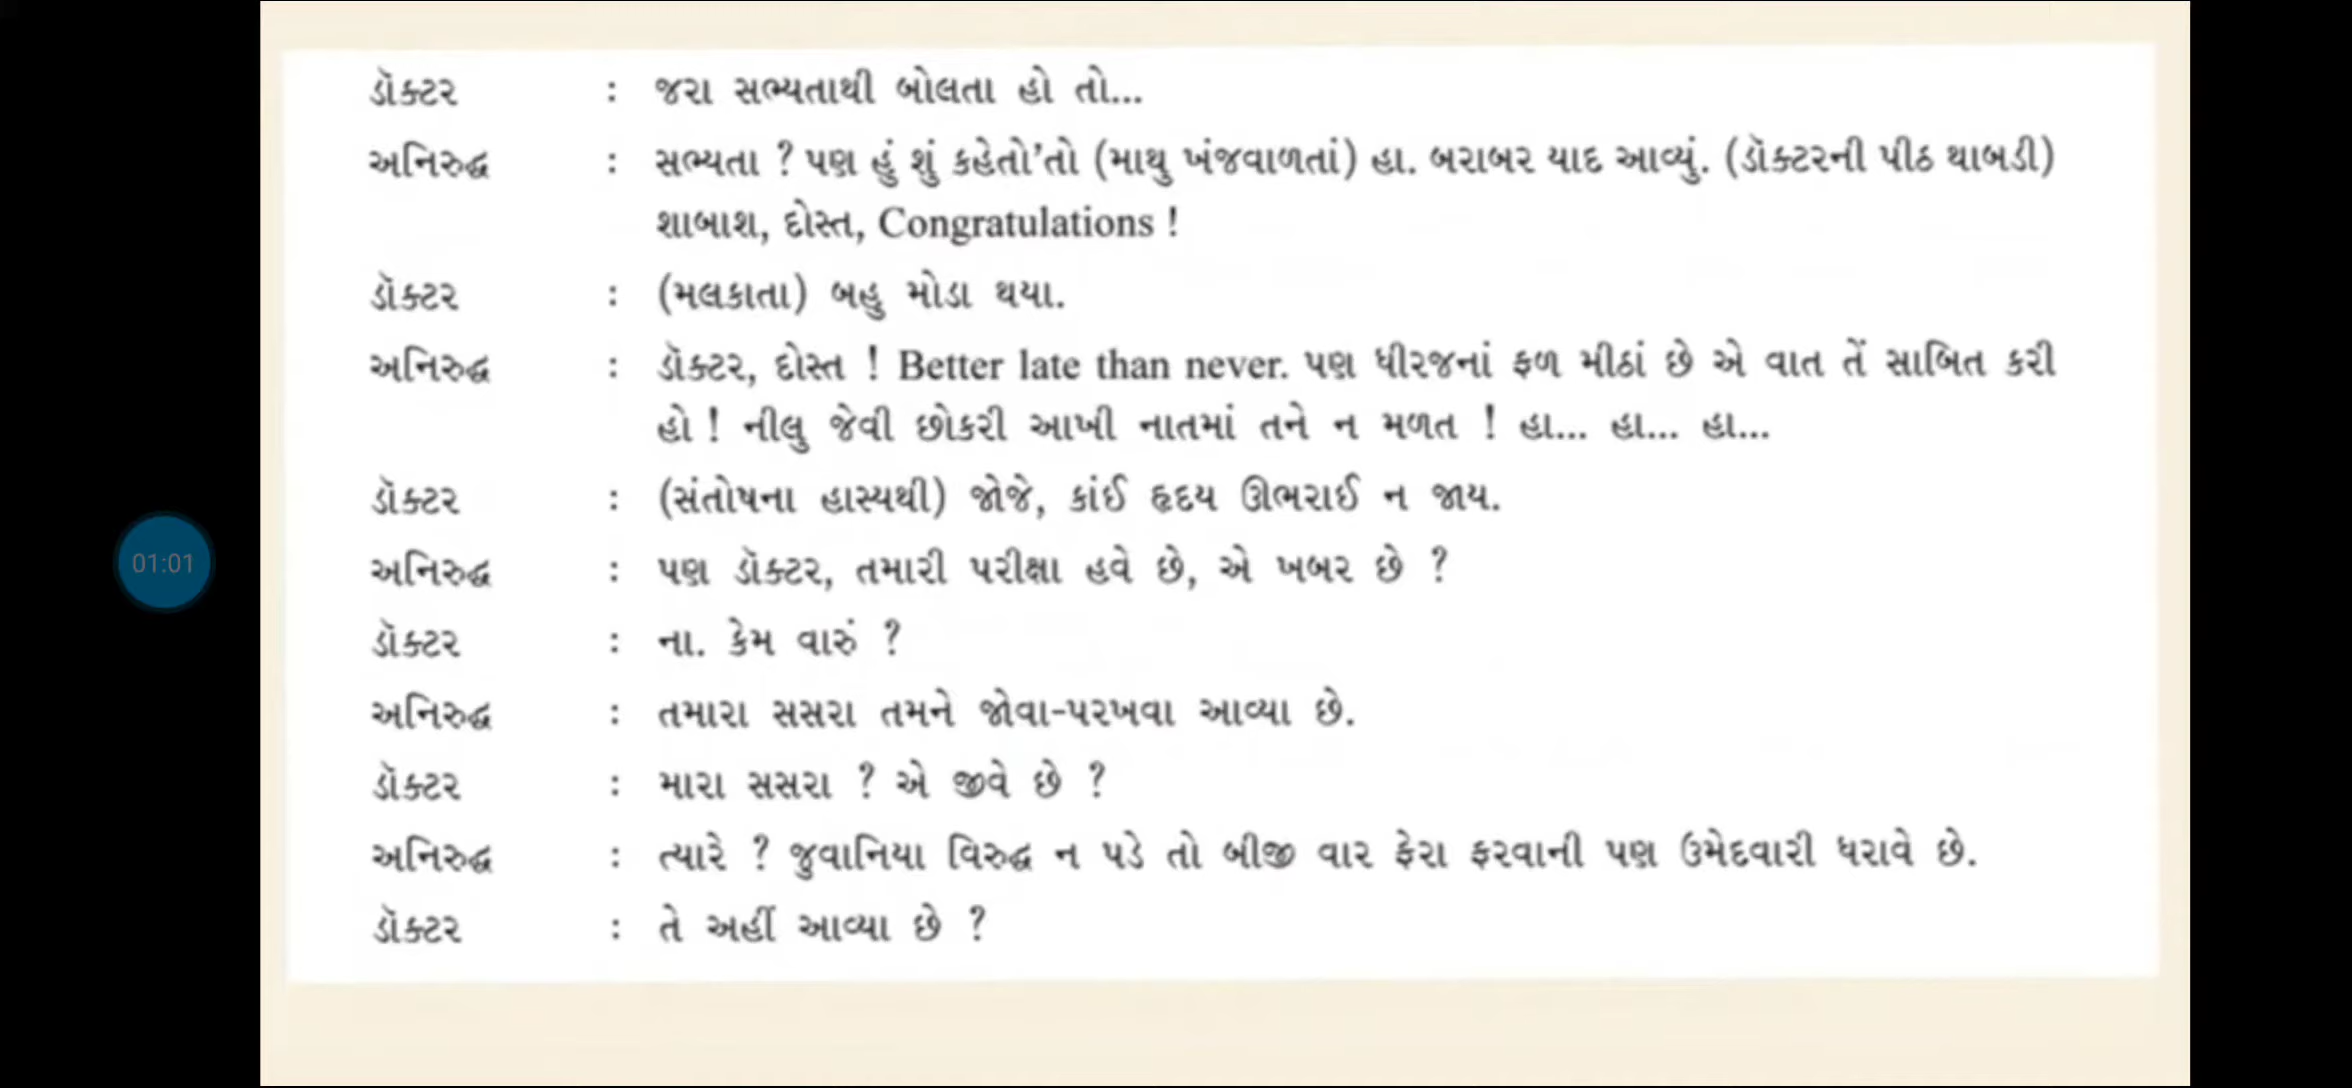 ડૉક્ટર : જરા સભ્યતાથી બોલતા હો તો...
અનિરુદ્ધ : સભ્યતા ? પણ હું શું કહેતો'તો (માથુ ખંજવાળતાં) હા. બરાબર યાદ આવ્યું. (ડૉક્ટરની પીઠ થાબડી)
શાબાશ, દોસ્ત, Congratulations !
ડૉક્ટર : (મલકાતા) બહુ મોડા થયા.
અનિરુદ્ધ : ડૉક્ટર, દોસ્ત ! Better late than never. પણ ધીરજનાં ફળ મીઠાં છે એ વાત તેં સાબિત કરી
હો ! નીલુ જેવી છોકરી આખી નાતમાં તને ન મળત ! હા... હા... હા...
ડૉક્ટર : (સંતોષના હાસ્યથી) જોજે, કાંઈ હૃદય ઊભરાઈ ન જાય.
અનિરુદ્ધ : પણ ડૉક્ટર, તમારી પરીક્ષા હવે છે, એ ખબર છે ?
ડૉક્ટર : ના. કેમ વારું ?
અનિરુદ્ધ : તમારા સસરા તમને જોવા-પરખવા આવ્યા છે.
ડૉક્ટર : મારા સસરા ? એ જીવે છે ?
અનિરુદ્ધ : ત્યારે ? જુવાનિયા વિરુદ્ધ ન પડે તો બીજી વાર ફેરા ફરવાની પણ ઉમેદવારી ધરાવે છે.
ડૉક્ટર : તે અહીં આવ્યા છે ?
01:01